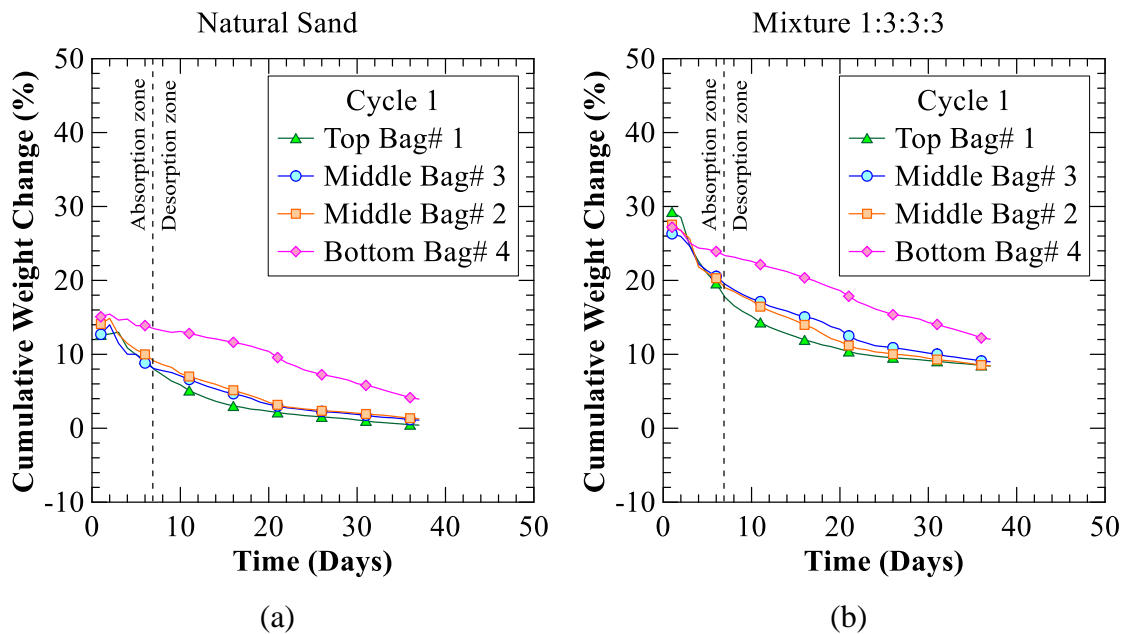 Natural Sand
Cumulative Weight Change (%)
50
40
30
20
10
0
-10
Absorption zone
Desorption zone
Cycle 1
Top Bag# 1
Middle Bag# 3
Middle Bag# 2
Bottom Bag# 4
0 10 20 30 40 50
Time (Days)
(a)
Mixture 1:3:3:3
Cumulative Weight Change (%)
50
40
30
20
10
0
-10
Absorption zone
Desorption zone
Cycle 1
Top Bag# 1
Middle Bag# 3
Middle Bag# 2
Bottom Bag# 4
0 10 20 30 40 50
Time (Days)
(b)